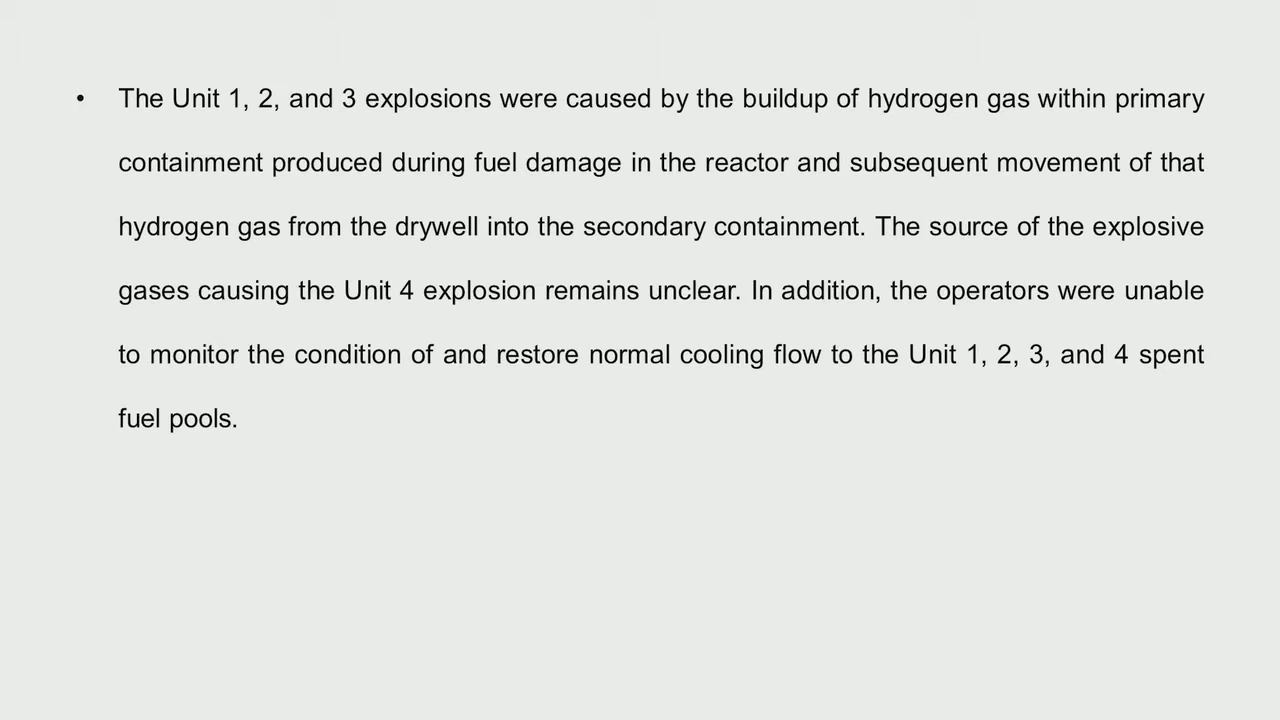 • The Unit 1, 2, and 3 explosions were caused by the buildup of hydrogen gas within primary
containment produced during fuel damage in the reactor and subsequent movement of that
hydrogen gas from the drywell into the secondary containment. The source of the explosive
gases causing the Unit 4 explosion remains unclear. In addition, the operators were unable
to monitor the condition of and restore normal cooling flow to the Unit 1, 2, 3, and 4 spent
fuel pools.